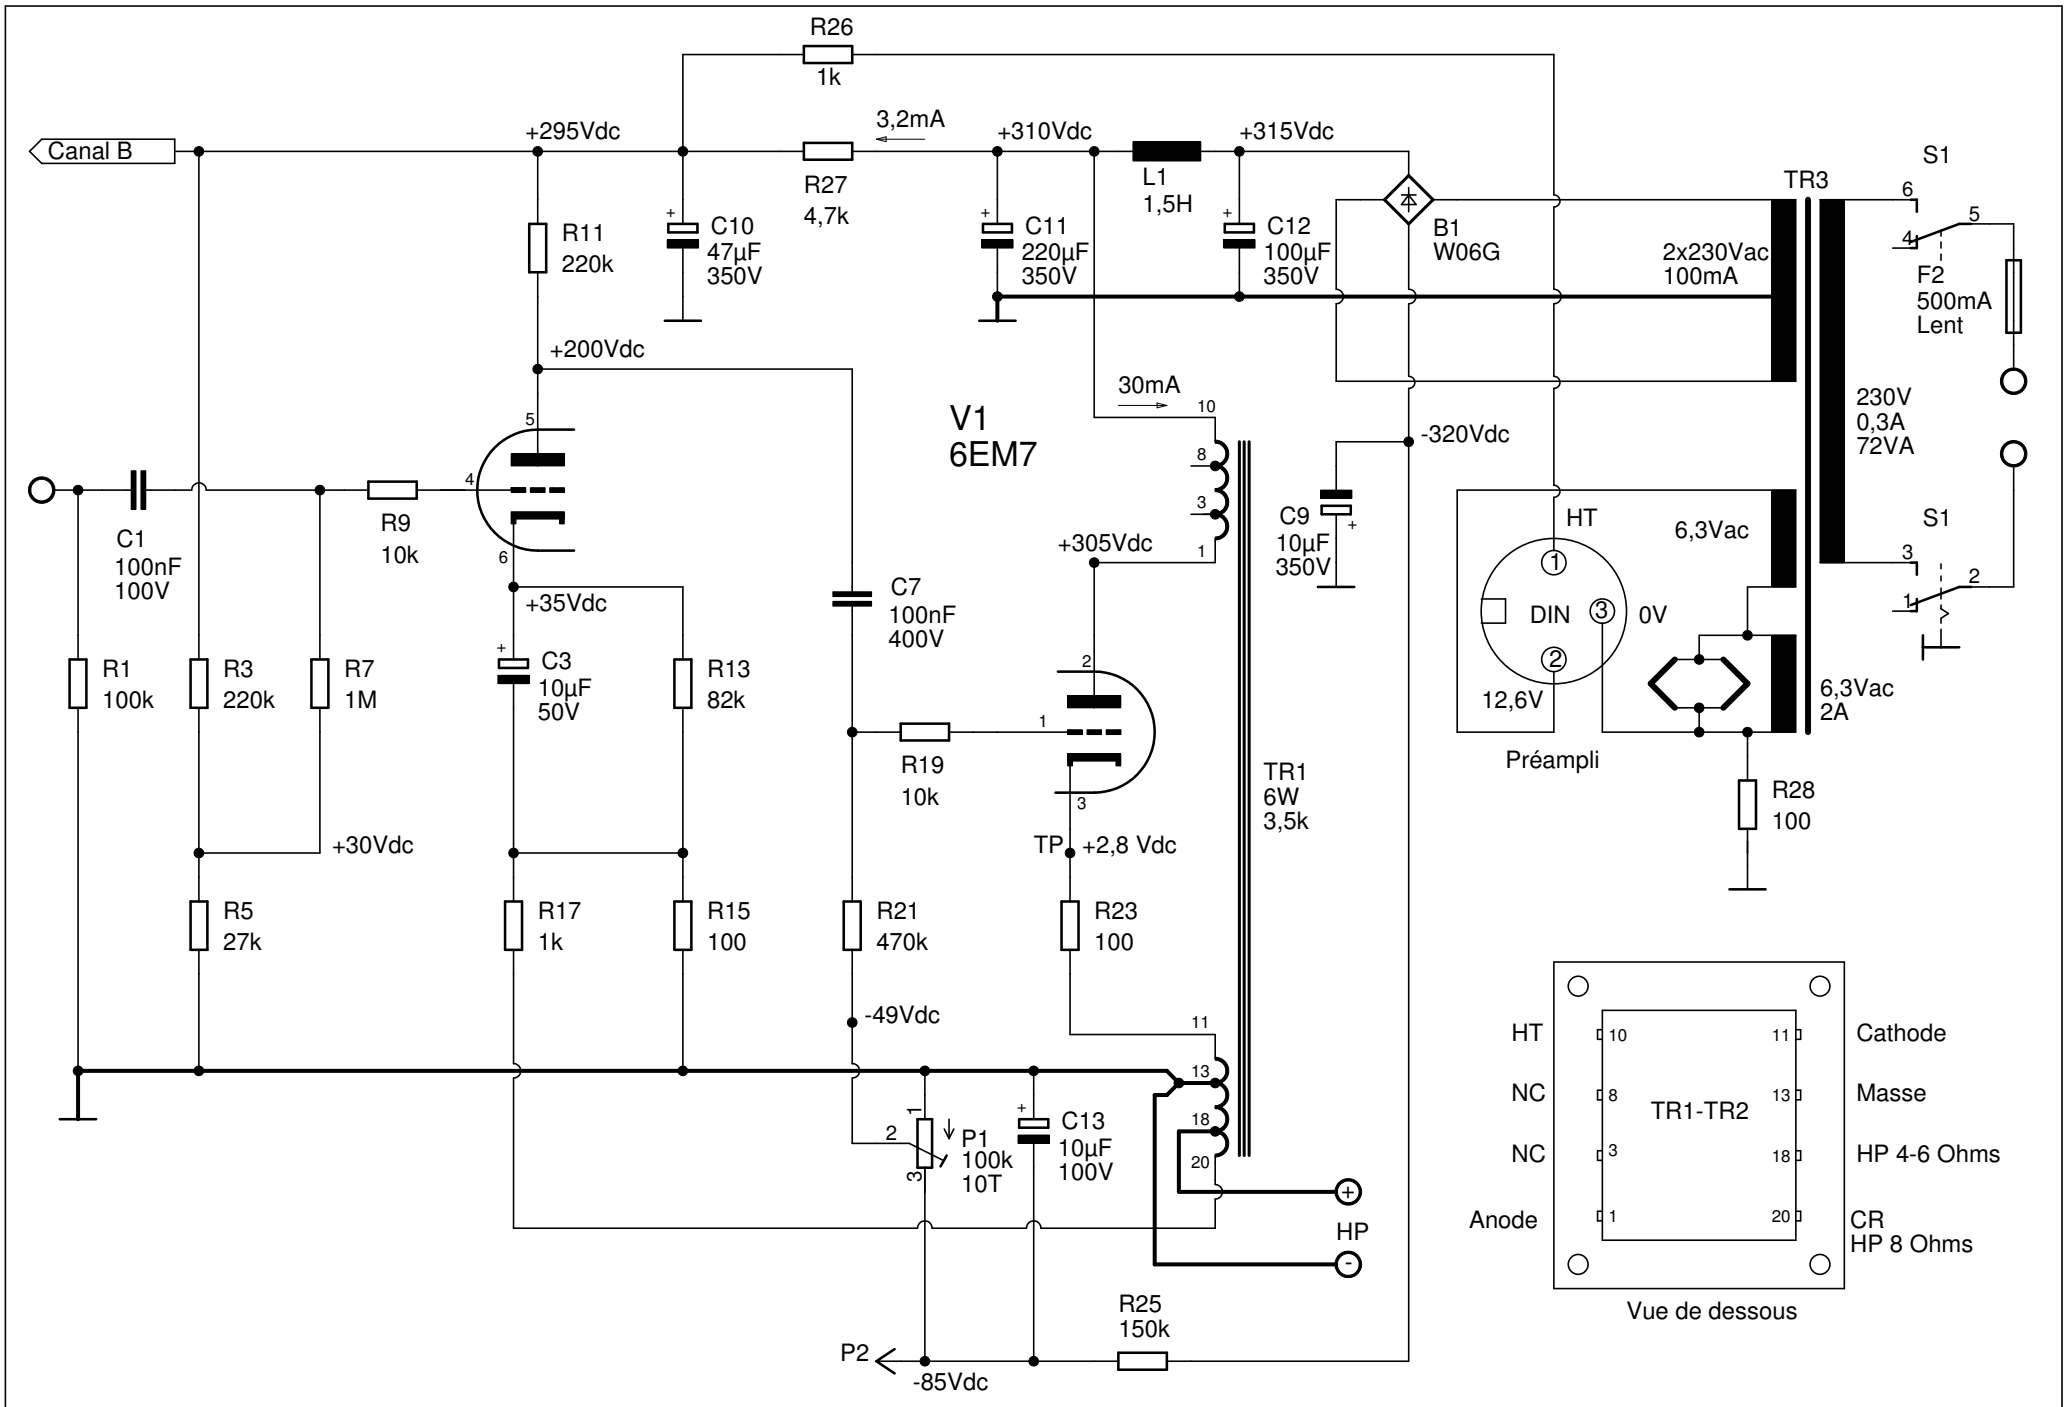 R26
1k
Canal B
+295Vdc
3,2mA
+310Vdc
+315Vdc
R27
4,7k
L1
1,5H
S1
TR3
6
5
4
R11
220k
+
C10
47µF
350V
+
C11
220µF
350V
+
C12
100µF
350V
B1
W06G
2x230Vac
100mA
F2
500mA
Lent
+200Vdc
30mA
10
V1
6EM7
8
3
1
-320Vdc
230V
0,3A
72VA
5
4
6
C1
100nF
100V
R9
10k
+305Vdc
C9
10µF
350V
+
HT
6,3Vac
S1
3
2
1
1
DIN
3
0V
2
12,6V
Préampli
6,3Vac
2A
+35Vdc
C7
100nF
400V
R1
100k
R3
220k
R7
1M
+
C3
10µF
50V
R13
82k
2
1
3
R19
10k
TR1
6W
3,5k
R28
100
+30Vdc
TP
+2,8 Vdc
R5
27k
R17
1k
R15
100
R21
470k
R23
100
-49Vdc
11
13
18
20
1
2
3
P1
100k
10T
+
C13
10µF
100V
+
HP
-
HT
10
11
Cathode
NC
8
TR1-TR2
13
Masse
NC
3
18
HP 4-6 Ohms
Anode
1
20
CR
HP 8 Ohms
Vue de dessous
R25
150k
P2
-85Vdc